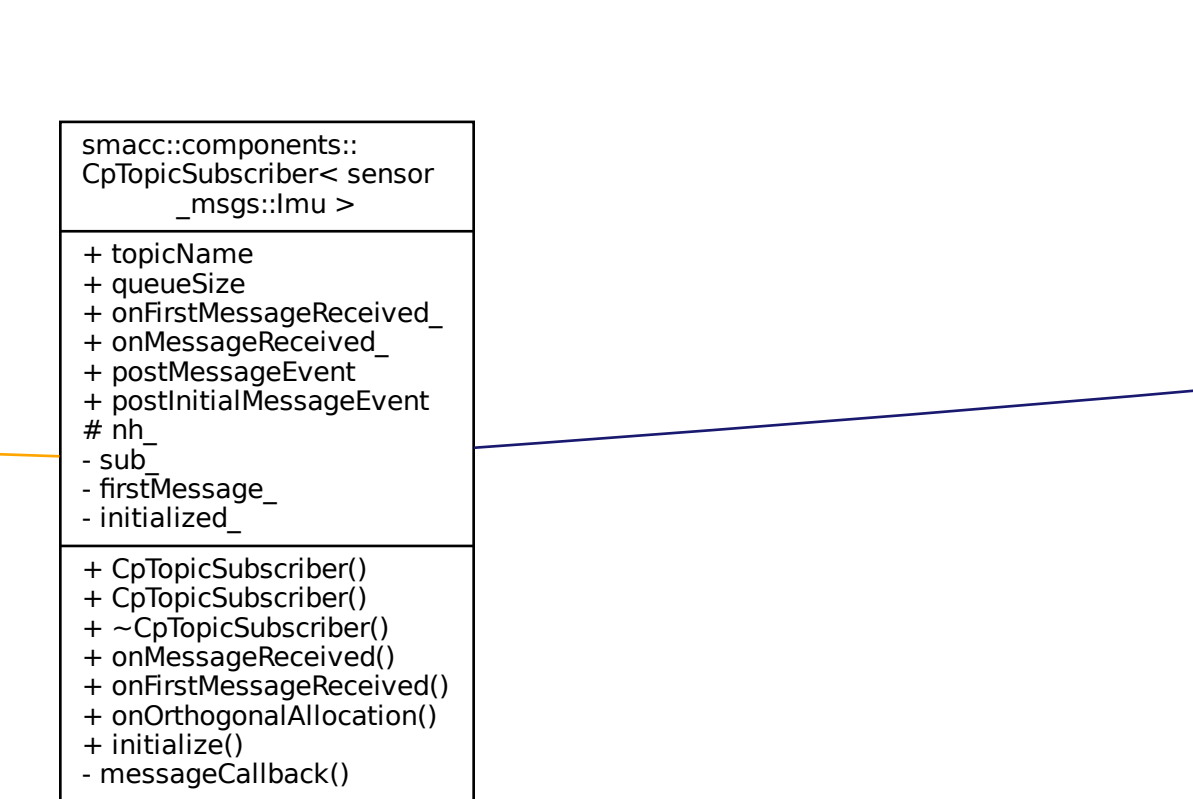 smacc::components::
CpTopicSubscriber< sensor
_msgs::Imu >
+ topicName
+ queueSize
+ onFirstMessageReceived_
+ onMessageReceived_
+ postMessageEvent
+ postInitialMessageEvent
# nh_
- sub_
- firstMessage_
- initialized_
+ CpTopicSubscriber()
+ CpTopicSubscriber()
+ ~CpTopicSubscriber()
+ onMessageReceived()
+ onFirstMessageReceived()
+ onOrthogonalAllocation()
+ initialize()
- messageCallback()